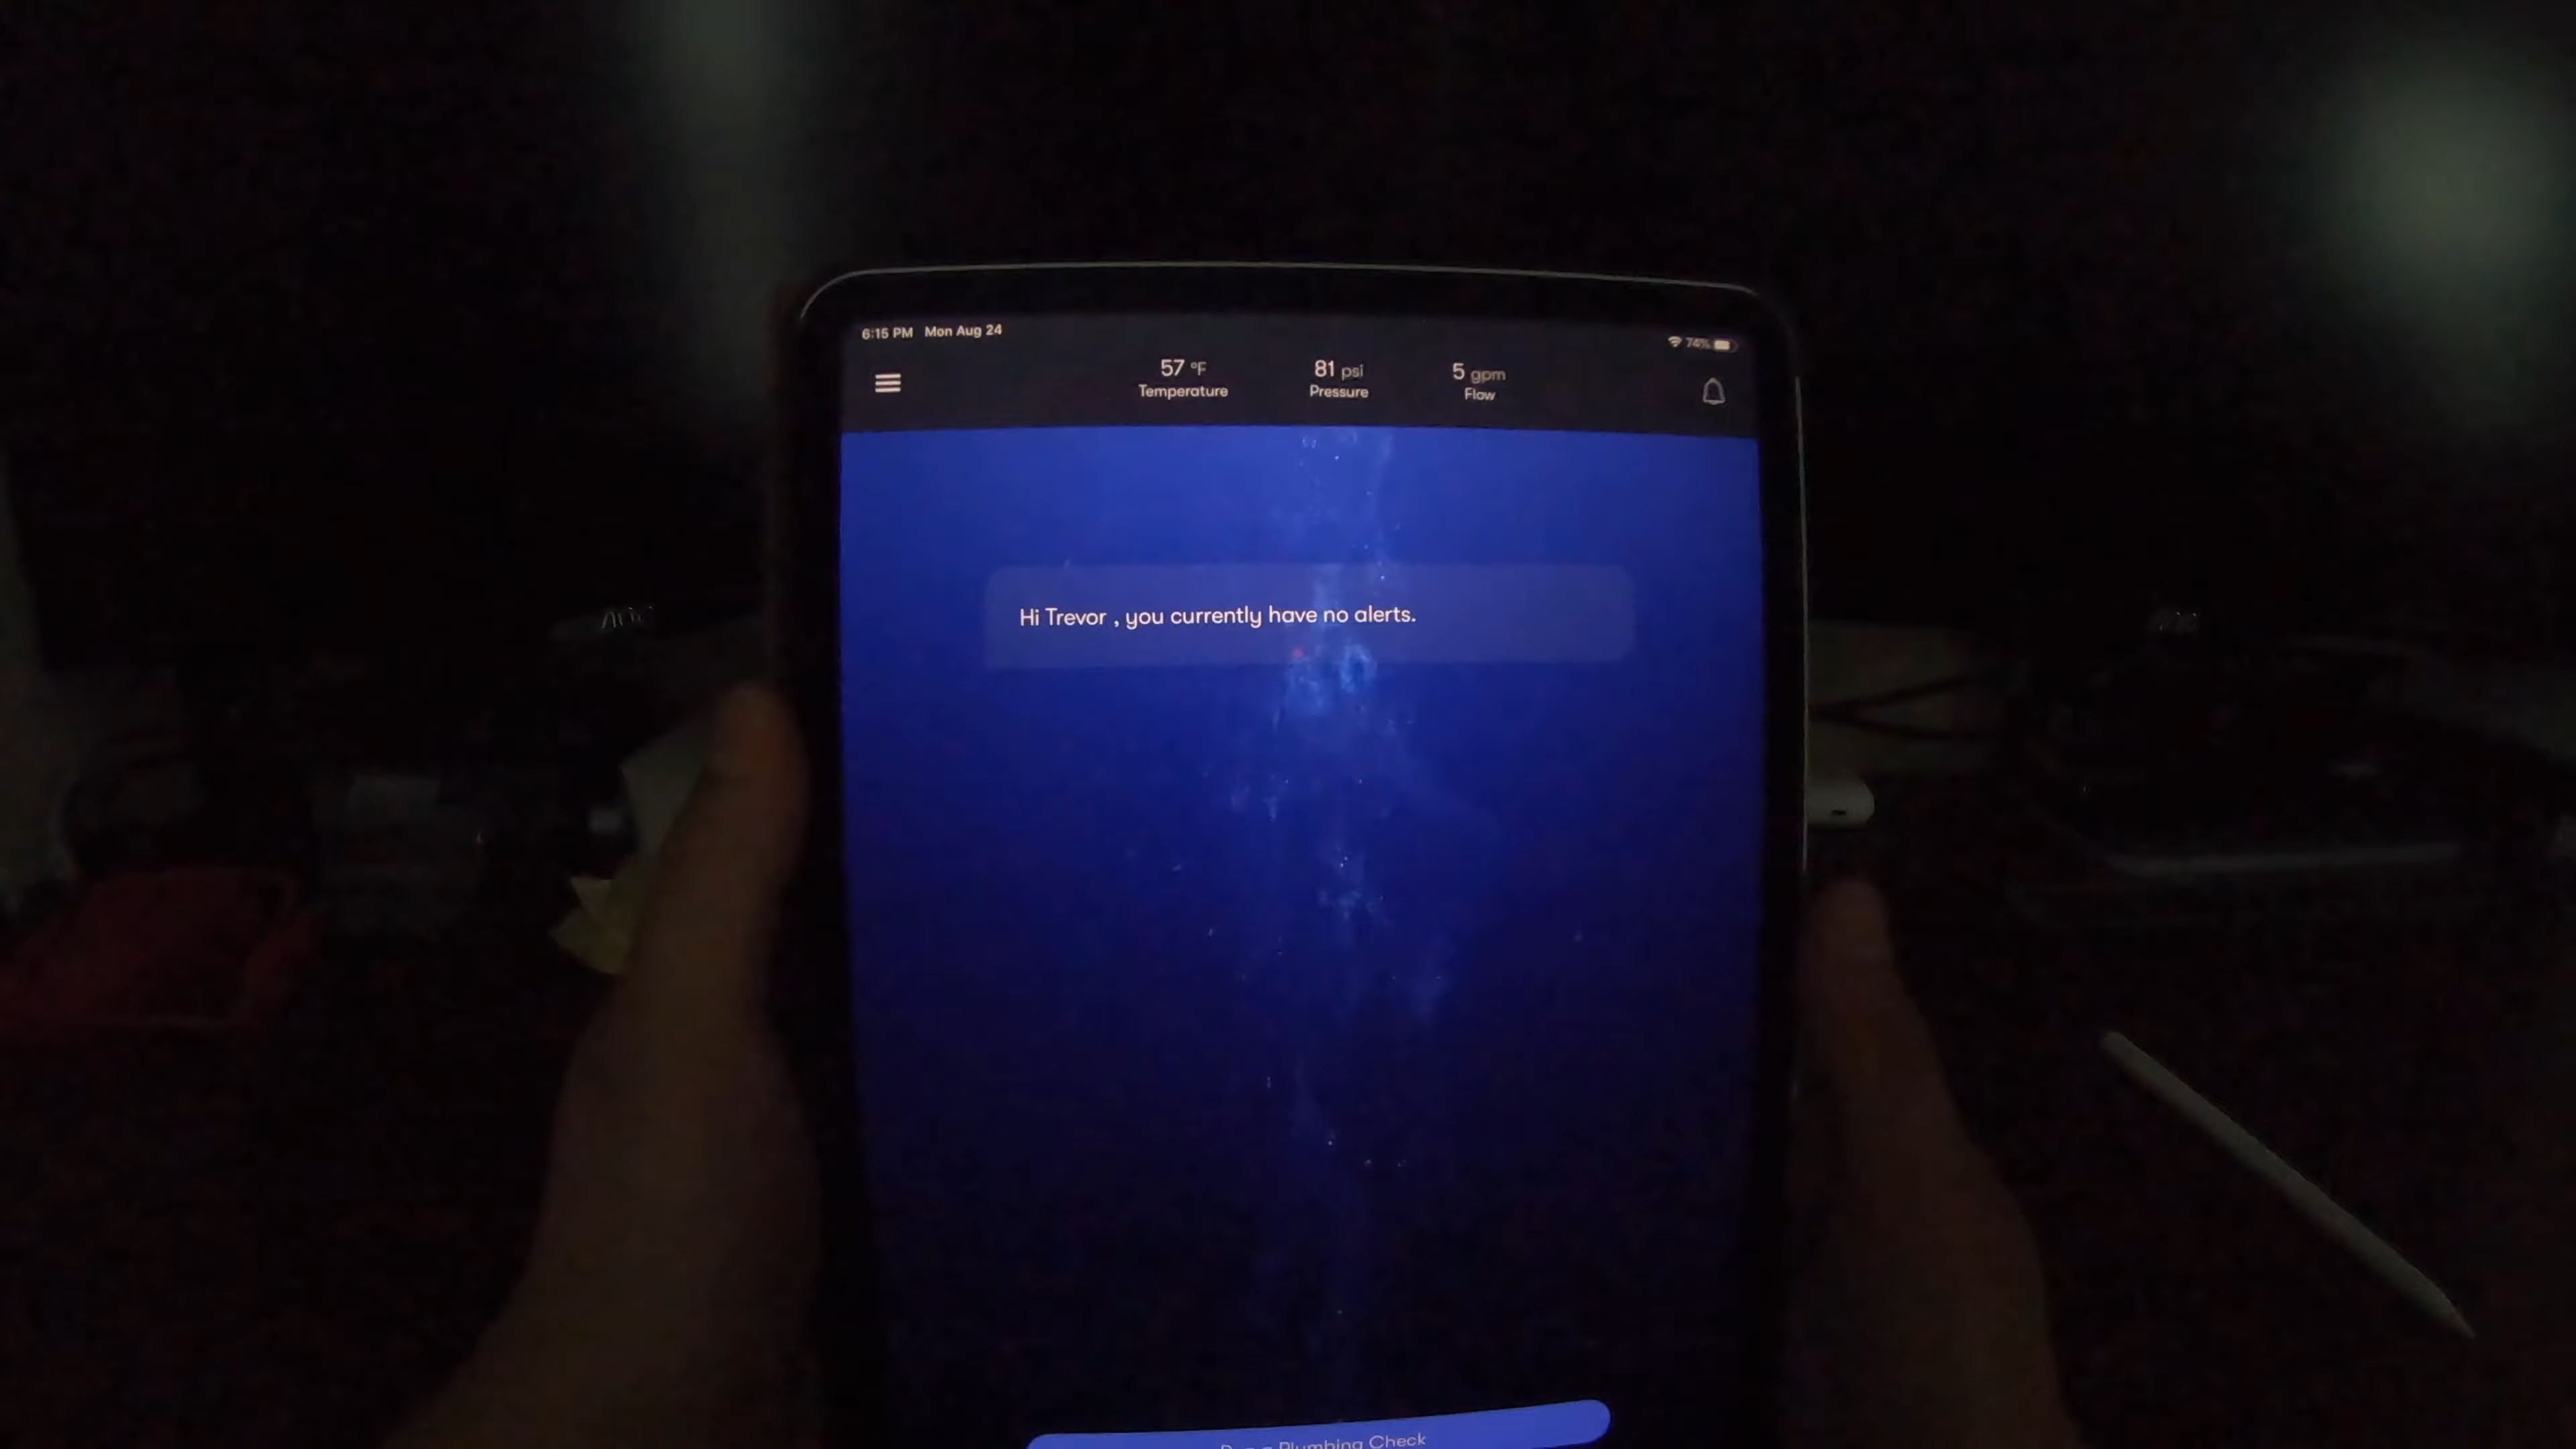 6:15 PM Mon Aug 24
74%
57 °F
Temperature
81 psi
Pressure
5 gpm
Flow
Hi Trevor , you currently have no alerts.
Plumbing Check